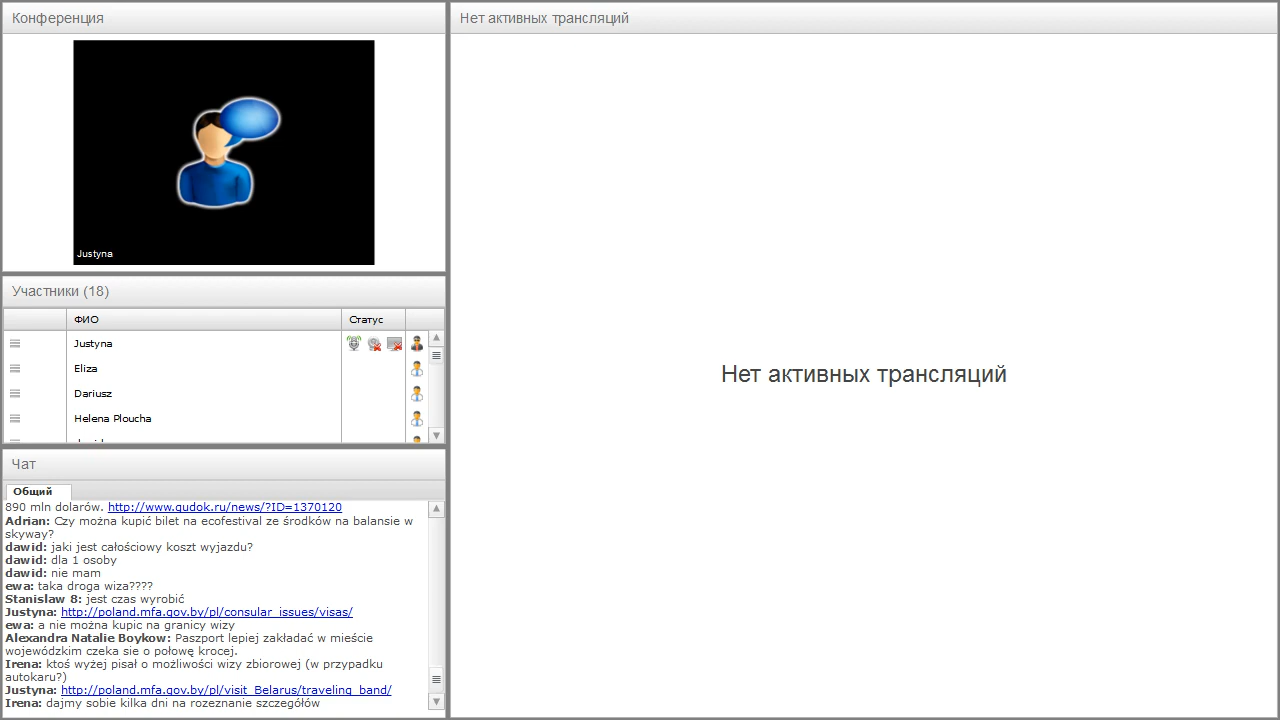 Конференция
Нет активных трансляций
Justyna
Участники (18)
ФИО
Статус
Justyna
Eliza
Dariusz
Helena Ploucha
Нет активных трансляций
Чат
Общий
890 mln dolarów. http://www.gudok.ru/news/?ID=1370120
Adrian: Czy można kupić bilet na ecofestival ze środków na balansie w
skyway?
dawid: jaki jest całościowy koszt wyjazdu?
dawid: dla 1 osoby
dawid: nie mam
ewa: taka droga wiza????
Stanislaw 8: jest czas wyrobić
Justyna: http://poland.mfa.gov.by/pl/consular_issues/visas/
ewa: a nie można kupic na granicy wizy
Alexandra Natalie Boykow: Paszport lepiej zakładać w mieście
wojewódzkim czeka sie o połowę krocej.
Irena: ktoś wyżej pisał o możliwości wizy zbiorowej (w przypadku
autokaru?)
Justyna: http://poland.mfa.gov.by/pl/visit_Belarus/traveling_band/
Irena: dajmy sobie kilka dni na rozeznanie szczegółów